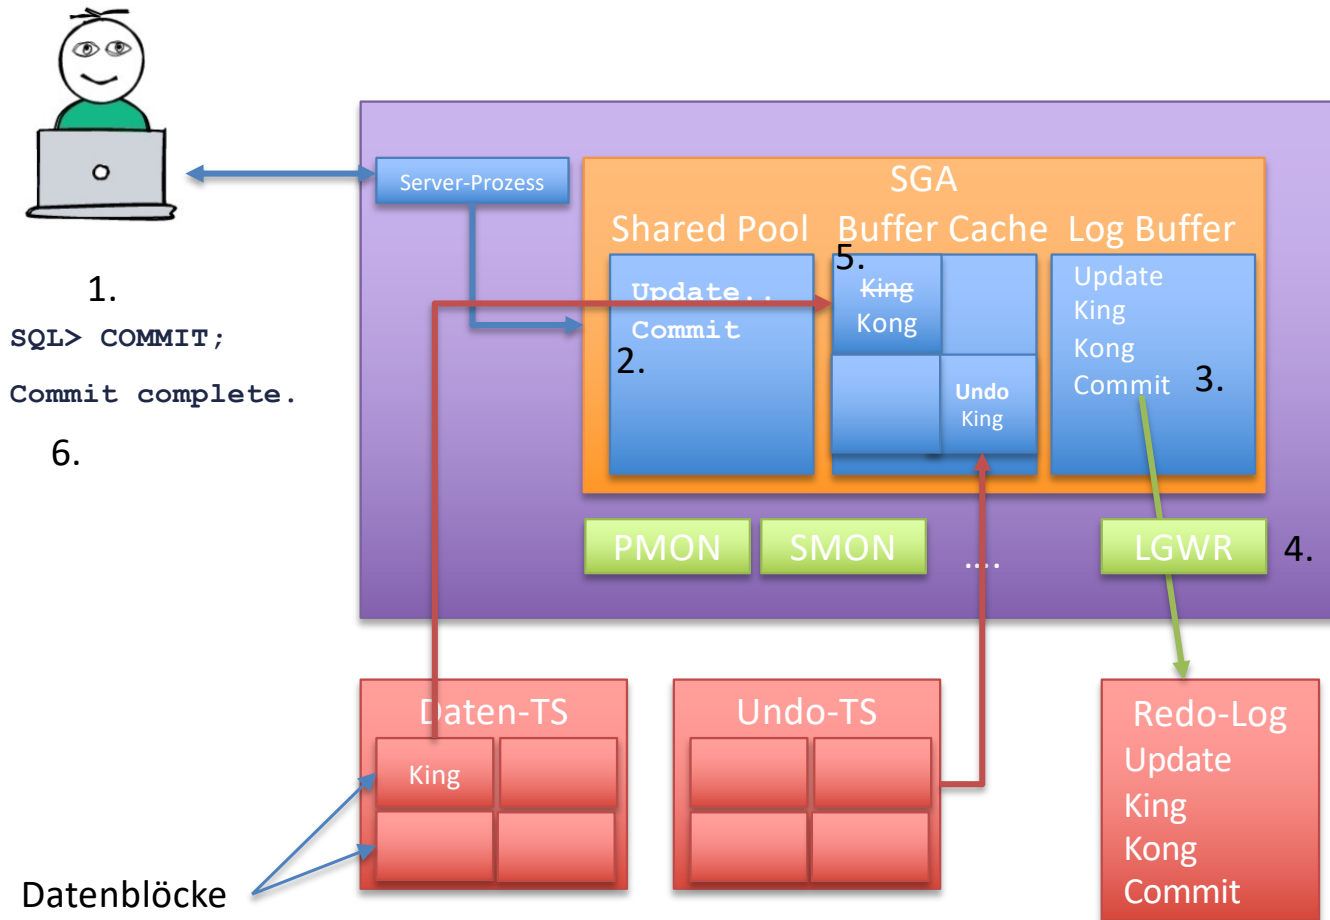 Server-Prozess
SGA
Shared Pool
Buffer Cache
Log Buffer
1.
SQL> COMMIT;
Commit complete.
6.
Update..
Commit
2.
5.
King
Kong
Undo
King
Update
King
Kong
Commit
3.
PMON
SMON
....
LGWR
4.
Daten-TS
King
Undo-TS
Redo-Log
Update
King
Kong
Commit
Datenblöcke